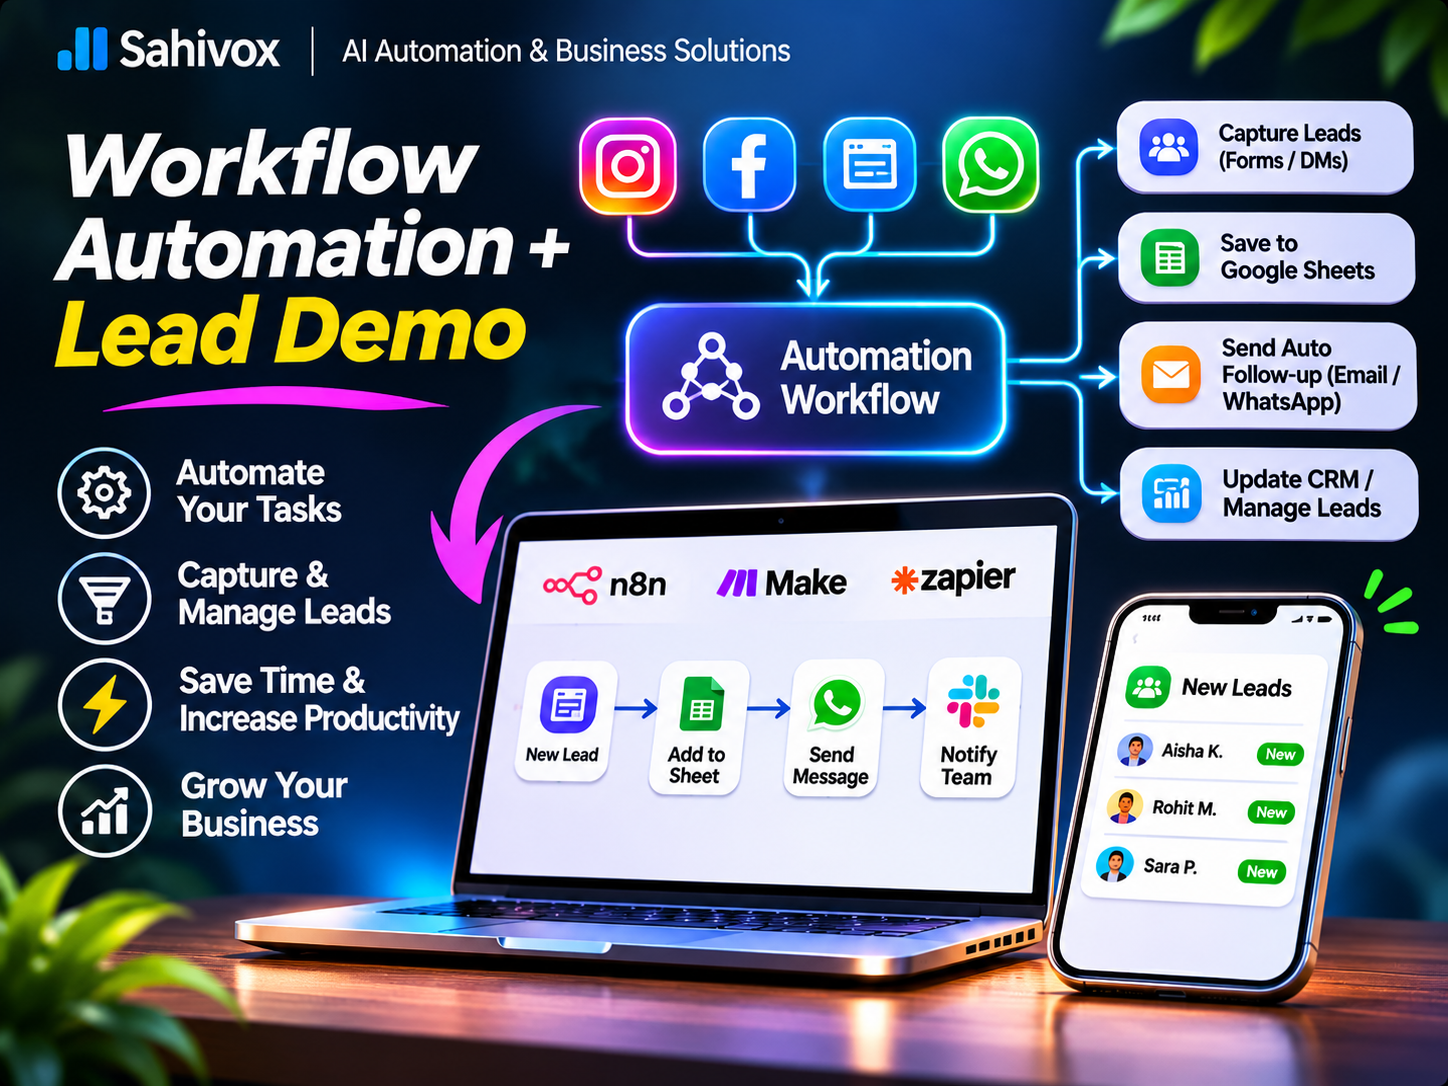 Sahivox
AI Automation & Business Solutions
Workflow
Automation +
Lead Demo
Automate
Your Tasks
Capture &
Manage Leads
Save Time &
Increase Productivity
Grow Your
Business
Automation
Workflow
Capture Leads
(Forms / DMs)
Save to
Google Sheets
Send Auto
Follow-up (Email /
WhatsApp)
Update CRM /
Manage Leads
n8n
Make
zapier
New Lead
Add to
Sheet
Send
Message
Notify
Team
New Leads
Aisha K.
New
Rohit M.
New
Sara P.
New